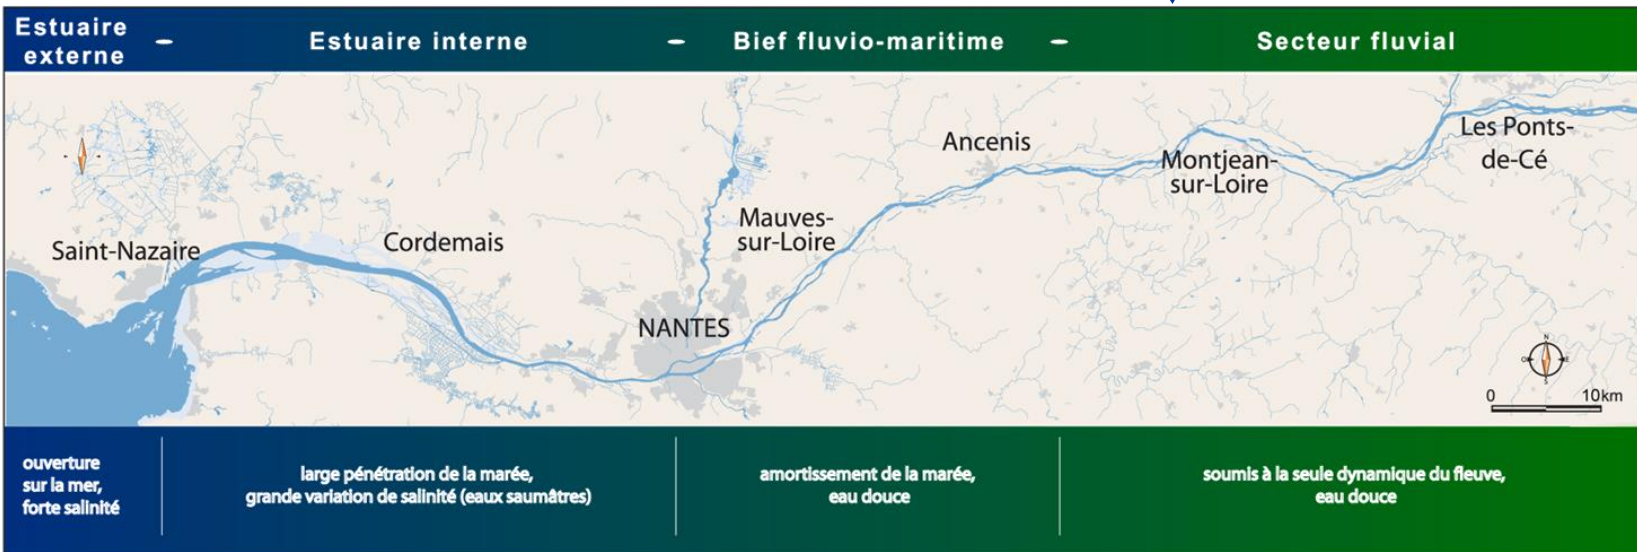 Estuaire
externe
Estuaire interne
Bief fluvio-maritime
Secteur fluvial
Saint-Nazaire
Cordemais
NANTES
Mauves-
sur-Loire
Ancenis
Montjean-
sur-Loire
Les Ponts-
de-Cé
N
O
E
S
0
10km
ouverture
sur la mer,
forte salinité
large pénétration de la marée,
grande variation de salinité (eaux saumâtres)
amortissement de la marée,
eau douce
soumis à la seule dynamique du fleuve,
eau douce